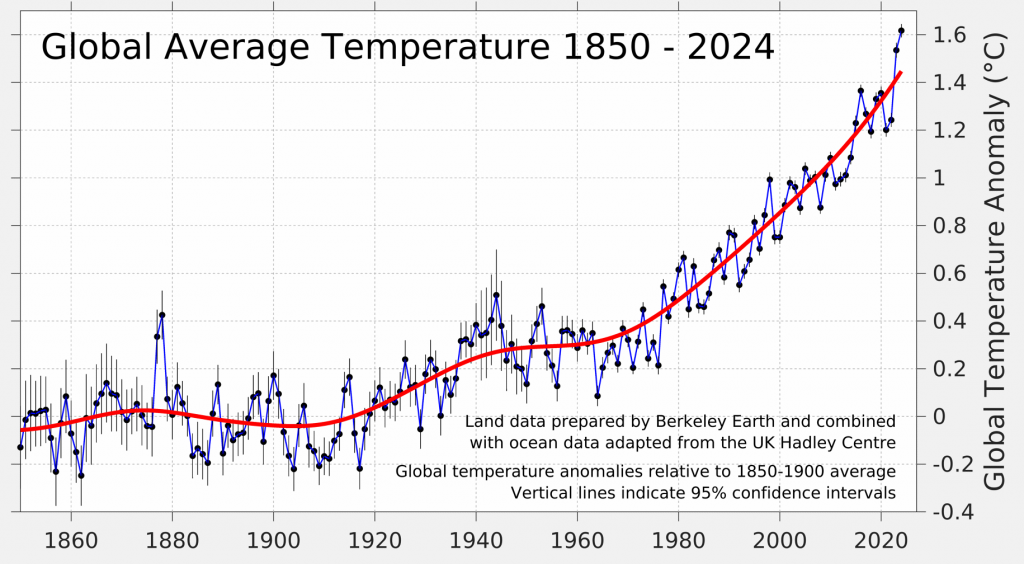 Global Average Temperature 1850 - 2024
1.6
1.4
1.2
1
0.8
0.6
0.4
0.2
0
-0.2
-0.4
Global Temperature Anomaly (°C)
Land data prepared by Berkeley Earth and combined
with ocean data adapted from the UK Hadley Centre
Global temperature anomalies relative to 1850-1900 average
Vertical lines indicate 95% confidence intervals
1860 1880 1900 1920 1940 1960 1980 2000 2020